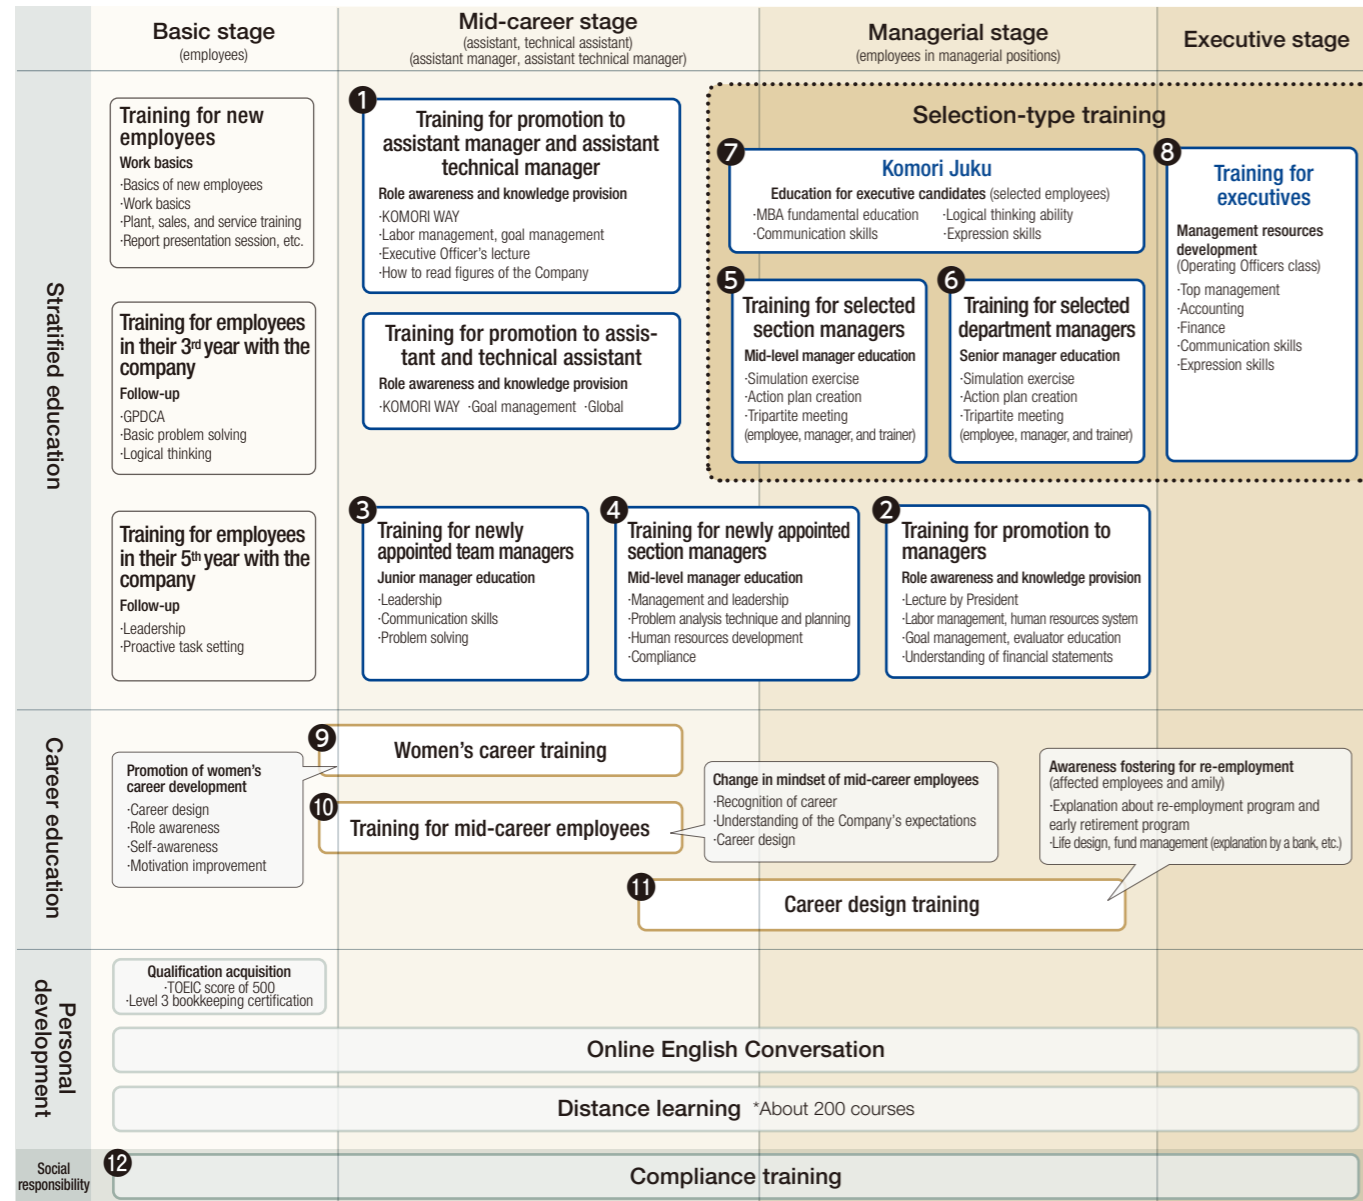 Basic stage
(employees)
Mid-career stage
(assistant, technical assistant)
(assistant manager, assistant technical manager)
Managerial stage
(employees in managerial positions)
Executive stage
Stratified education
Training for new
employees
Work basics
·Basics of new employees
·Work basics
·Plant, sales, and service training
·Report presentation session, etc.
Training for employees
in their 3rd year with the
company
Follow-up
·GPDCA
·Basic problem solving
·Logical thinking
Training for employees
in their 5th year with the
company
Follow-up
·Leadership
·Proactive task setting
1
Training for promotion to
assistant manager and assistant
technical manager
Role awareness and knowledge provision
·KOMORI WAY
·Labor management, goal management
·Executive Officer's lecture
·How to read figures of the Company
Training for promotion to assis-
tant and technical assistant
Role awareness and knowledge provision
·KOMORI WAY ·Goal management ·Global
3
Training for newly
appointed team managers
Junior manager education
·Leadership
·Communication skills
·Problem solving
4
Training for newly appointed
section managers
Mid-level manager education
·Management and leadership
·Problem analysis technique and planning
·Human resources development
·Compliance
2
Training for promotion to
managers
Role awareness and knowledge provision
·Lecture by President
·Labor management, human resources system
·Goal management, evaluator education
·Understanding of financial statements
Selection-type training
7
Komori Juku
Education for executive candidates (selected employees)
·MBA fundamental education ·Logical thinking ability
·Communication skills ·Expression skills
5
Training for selected
section managers
Mid-level manager education
·Simulation exercise
·Action plan creation
·Tripartite meeting
(employee, manager, and trainer)
6
Training for selected
department managers
Senior manager education
·Simulation exercise
·Action plan creation
·Tripartite meeting
(employee, manager, and trainer)
8
Training for
executives
Management resources
development
(Operating Officers class)
·Top management
·Accounting
·Finance
·Communication skills
·Expression skills
Career education
9
Women's career training
Promotion of women's
career development
·Career design
·Role awareness
·Self-awareness
·Motivation improvement
10
Training for mid-career employees
Change in mindset of mid-career employees
·Recognition of career
·Understanding of the Company's expectations
·Career design
11
Career design training
Awareness fostering for re-employment
(affected employees and amily)
·Explanation about re-employment program and
early retirement program
·Life design, fund management (explanation by a bank, etc.)
Personal
development
Qualification acquisition
·TOEIC score of 500
·Level 3 bookkeeping certification
Online English Conversation
Distance learning *About 200 courses
Social
responsibility
12
Compliance training